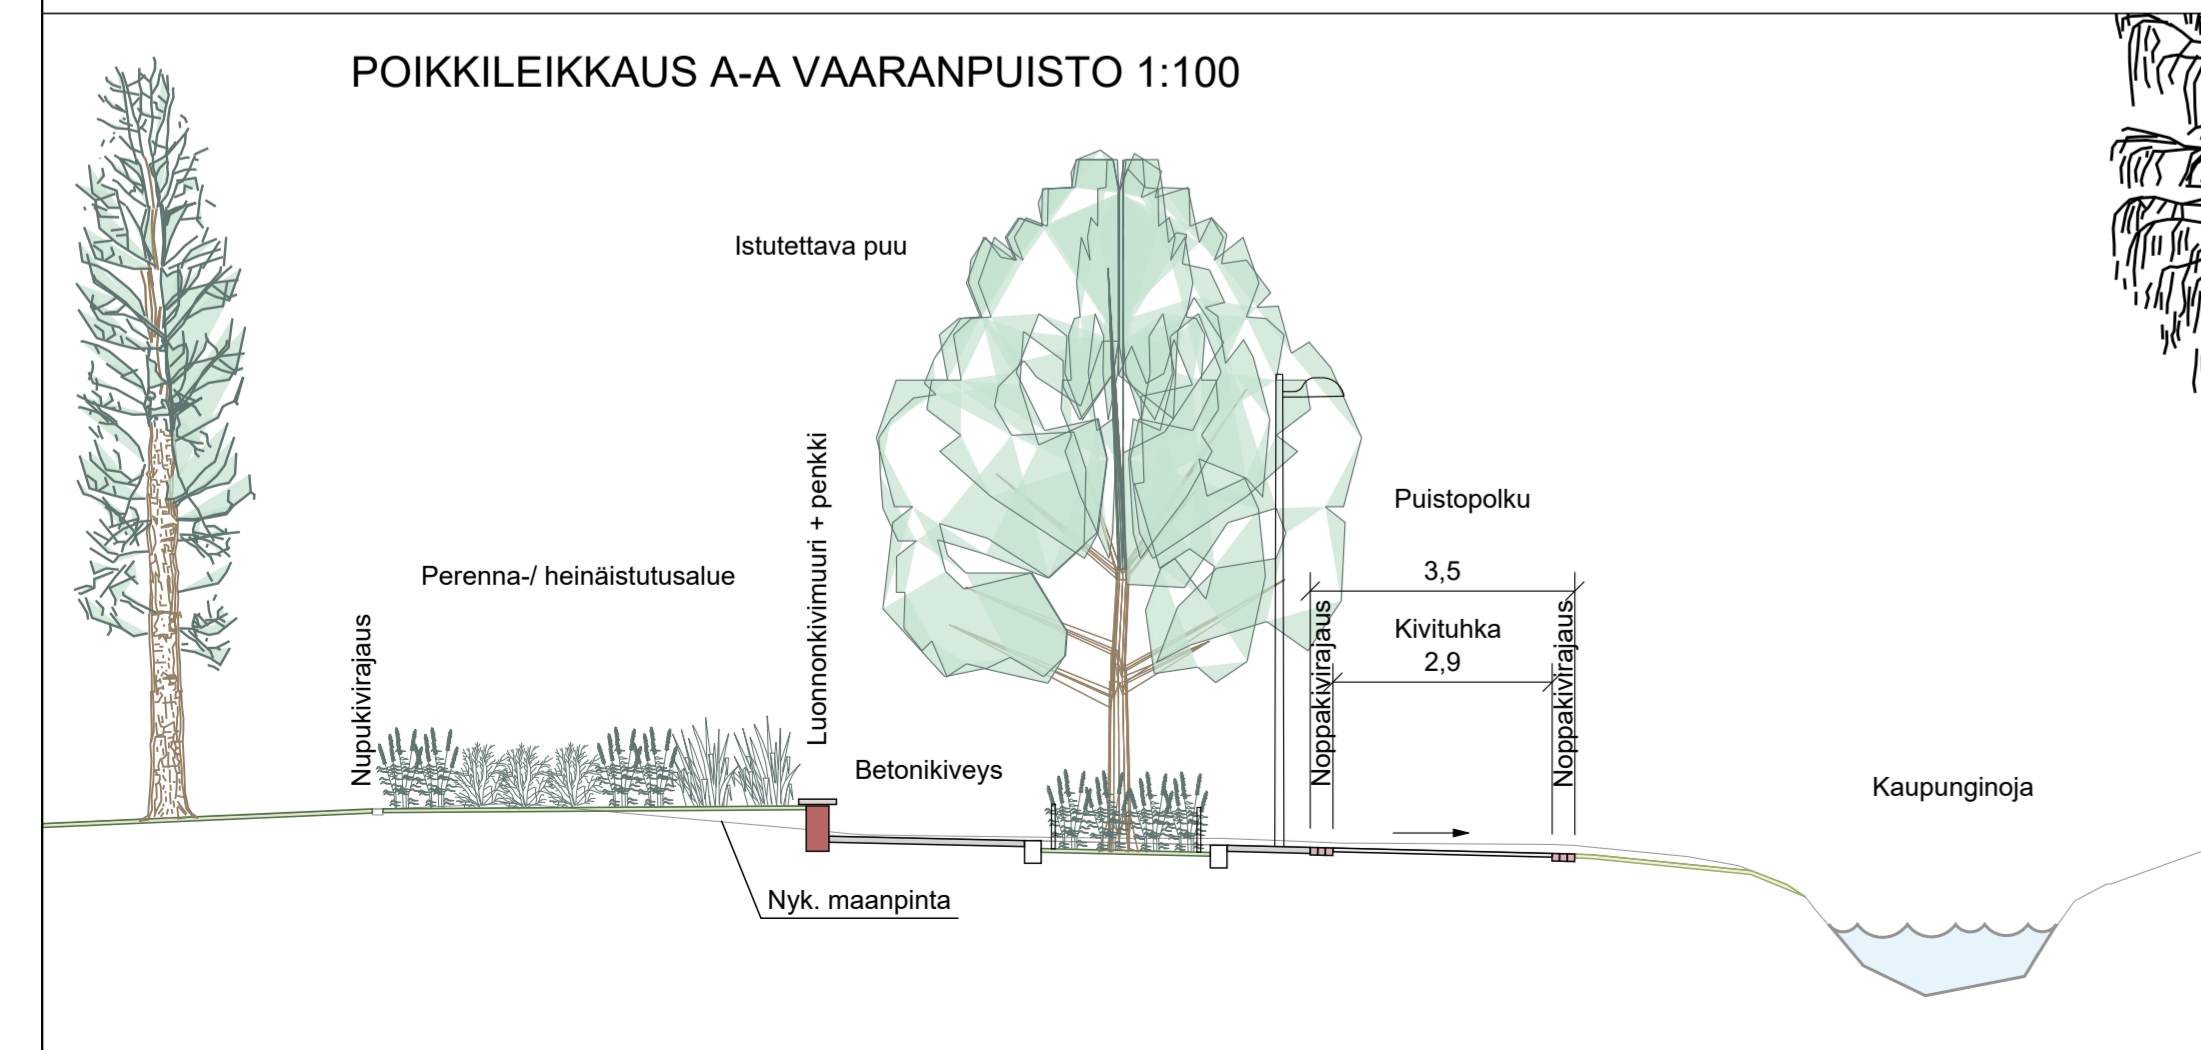 POIKKILEIKKAUS A-A VAARANPUISTO 1:100
Istutettava puu
Puistopolku
3,5
Kivituhka
2,9
Perenna-/ heinäistutusalue
Nupukivirajaus
Luonnonkivimuuri + penkki
Noppakivirajaus
Noppakivirajaus
Betonikiveys
Kaupunginoja
Nyk. maanpinta